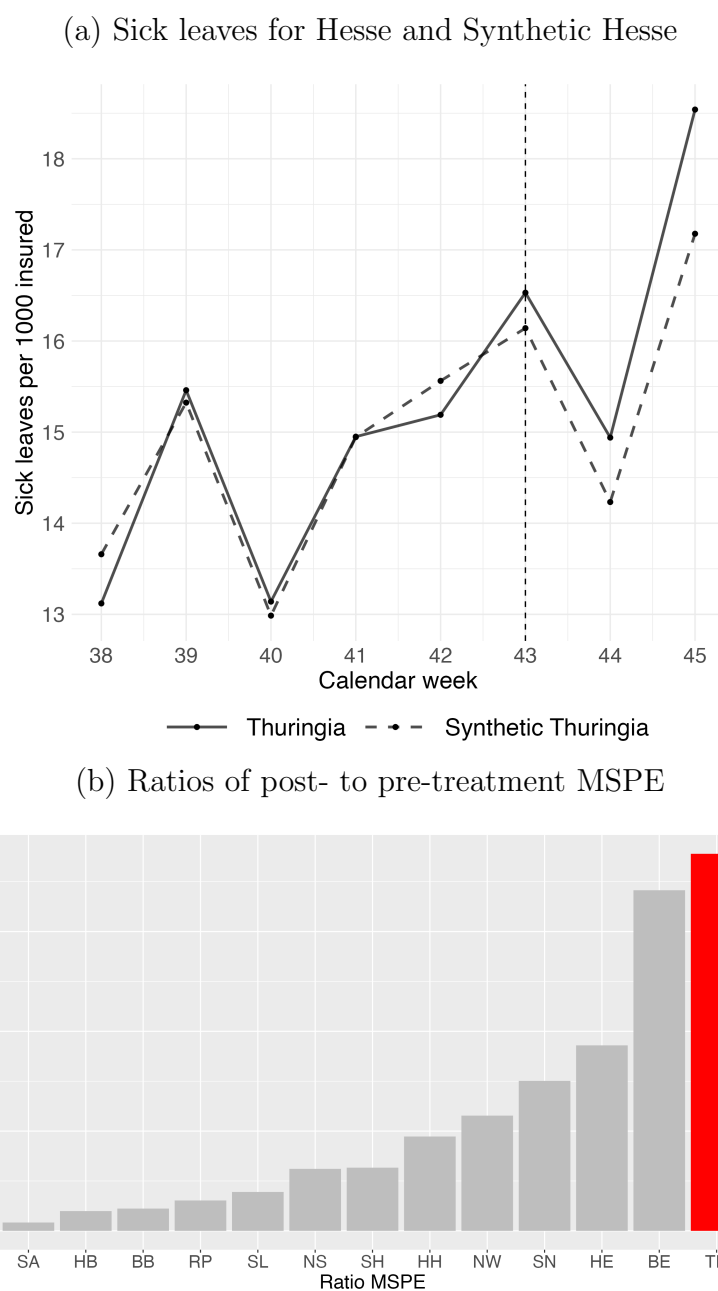 (a) Sick leaves for Hesse and Synthetic Hesse
Sick leaves per 1000 insured
18
17
16
15
14
13
38 39 40 41 42 43 44 45
Calendar week
Thuringia Synthetic Thuringia
(b) Ratios of post- to pre-treatment MSPE
SA HB BB RP SL NS SH HH NW SN HE BE
Ratio MSPE